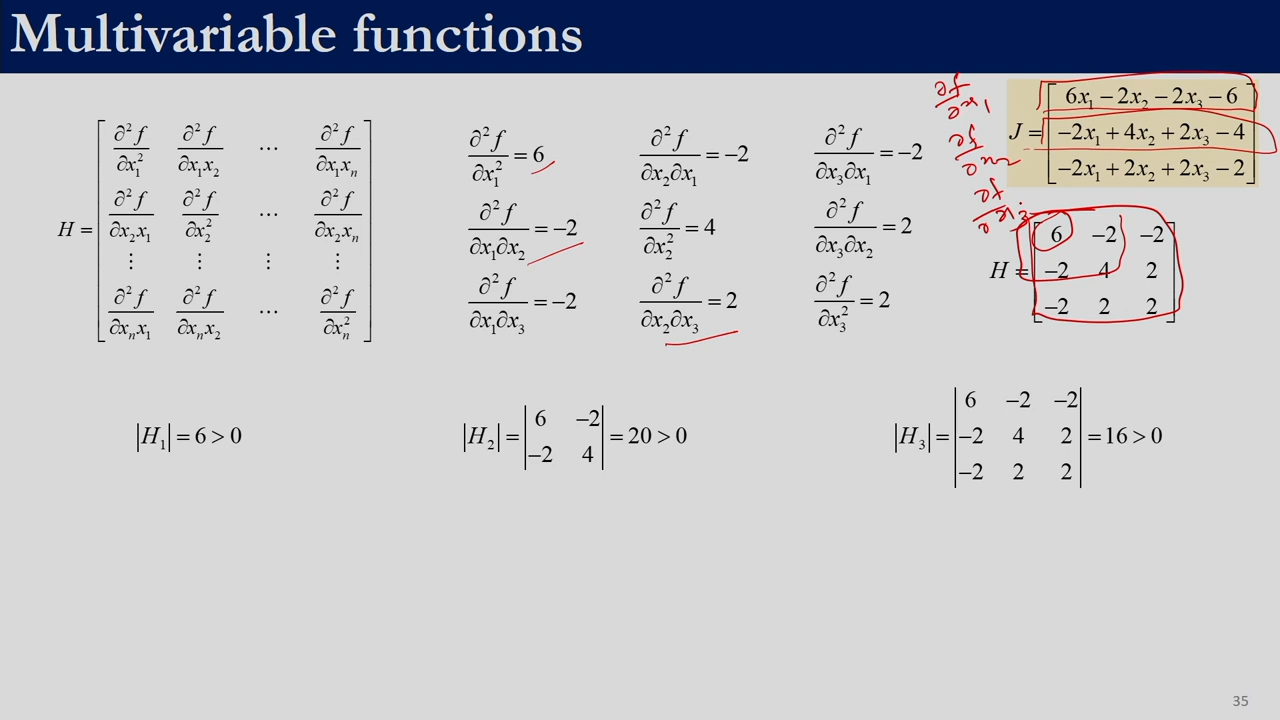 Multivariable functions
H = [ ∂²f/∂x₁² ∂²f/∂x₁x₂ ⋯ ∂²f/∂x₁xₙ
∂²f/∂x₂x₁ ∂²f/∂x₂² ⋯ ∂²f/∂x₂xₙ
⋮ ⋮ ⋮ ⋮
∂²f/∂xₙx₁ ∂²f/∂xₙx₂ ⋯ ∂²f/∂xₙ² ]
∂²f/∂x₁² = 6 ∂²f/∂x₂∂x₁ = −2 ∂²f/∂x₃∂x₁ = −2
∂²f/∂x₁∂x₂ = −2 ∂²f/∂x₂² = 4 ∂²f/∂x₃∂x₂ = 2
∂²f/∂x₁∂x₃ = −2 ∂²f/∂x₂∂x₃ = 2 ∂²f/∂x₃² = 2
∂f/∂x₁
∂f/∂x₂
∂f/∂x₃
J = [ 6x₁ − 2x₂ − 2x₃ − 6
−2x₁ + 4x₂ + 2x₃ − 4
−2x₁ + 2x₂ + 2x₃ − 2 ]
H = [ 6 −2 −2
−2 4 2
−2 2 2 ]
|H₁| = 6 > 0
|H₂| = | 6 −2
−2 4 | = 20 > 0
|H₃| = | 6 −2 −2
−2 4 2
−2 2 2 | = 16 > 0
35